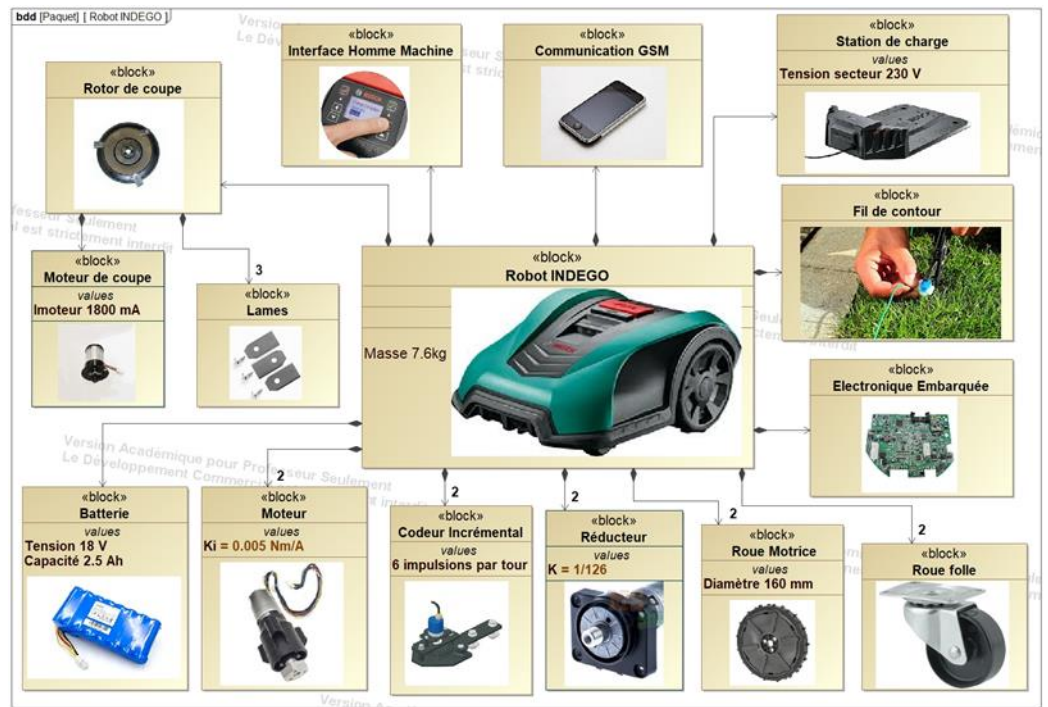 bdd [Paquet] [ Robot INDEGO ]
«block»
Rotor de coupe
«block»
Interface Homme Machine
«block»
Communication GSM
«block»
Station de charge
values
Tension secteur 230 V
«block»
Fil de contour
«block»
Moteur de coupe
values
Imoteur 1800 mA
3
«block»
Lames
«block»
Robot INDEGO
Masse 7.6kg
«block»
Electronique Embarquée
«block»
Batterie
values
Tension 18 V
Capacité 2.5 Ah
2
«block»
Moteur
values
Ki = 0.005 Nm/A
2
«block»
Codeur Incrémental
values
6 impulsions par tour
2
«block»
Réducteur
values
K = 1/126
2
«block»
Roue Motrice
values
Diamètre 160 mm
2
«block»
Roue folle
Version Académique pour Professeur Seulement
Le Développement Commercial est strictement interdit